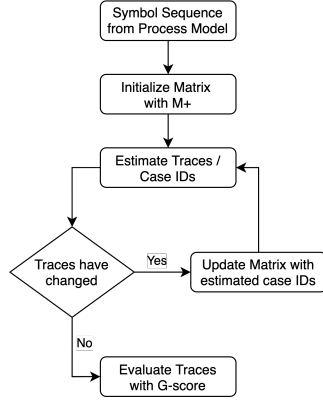 Symbol Sequence
from Process Model
Initialize Matrix
with M+
Estimate Traces /
Case IDs
Traces have
changed
Yes
Update Matrix with
estimated case IDs
No
Evaluate Traces
with G-score